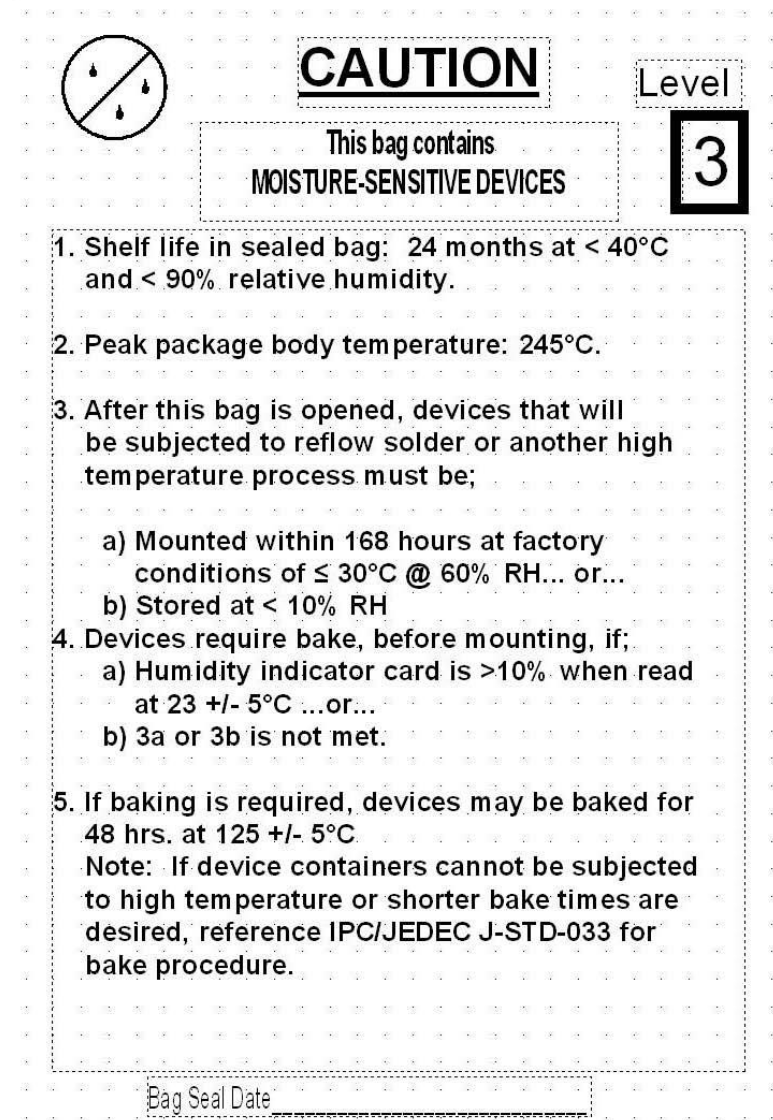 CAUTION
Level
3
This bag contains
MOISTURE-SENSITIVE DEVICES
1. Shelf life in sealed bag: 24 months at < 40°C
and < 90% relative humidity.
2. Peak package body temperature: 245°C.
3. After this bag is opened, devices that will
be subjected to reflow solder or another high
temperature process must be;
a) Mounted within 168 hours at factory
conditions of ≤ 30°C @ 60% RH... or...
b) Stored at < 10% RH
4. Devices require bake, before mounting, if;
a) Humidity indicator card is >10% when read
at 23 +/- 5°C ...or...
b) 3a or 3b is not met.
5. If baking is required, devices may be baked for
48 hrs. at 125 +/- 5°C
Note: If device containers cannot be subjected
to high temperature or shorter bake times are
desired, reference IPC/JEDEC J-STD-033 for
bake procedure.
Bag Seal Date_______________________